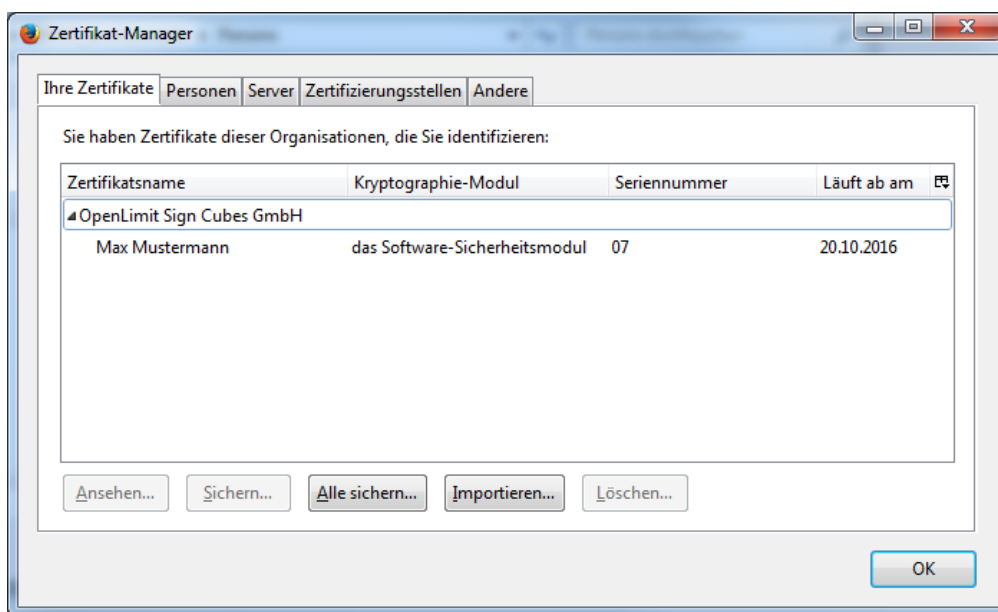 Zertifikat-Manager
Ihre Zertifikate Personen Server Zertifizierungsstellen Andere
Sie haben Zertifikate dieser Organisationen, die Sie identifizieren:
Zertifikatsname Kryptographie-Modul Seriennummer Läuft ab am
OpenLimit Sign Cubes GmbH
Max Mustermann das Software-Sicherheitsmodul 07 20.10.2016
Ansehen... Sichern... Alle sichern... Importieren... Löschen...
OK